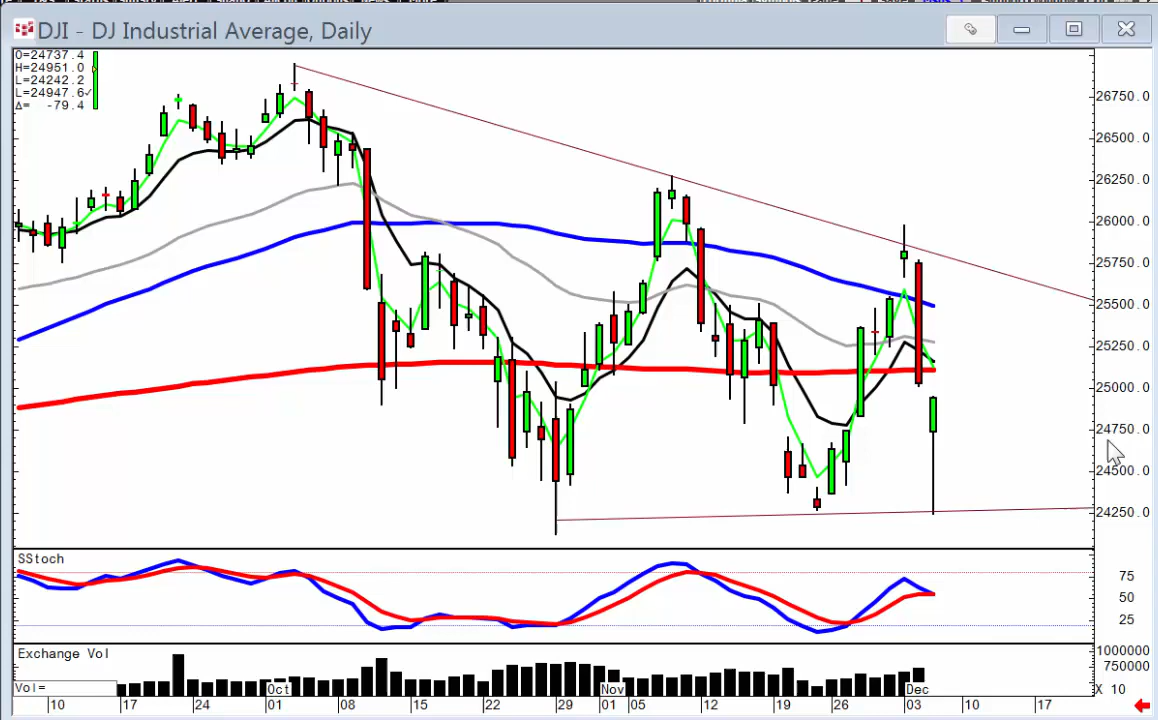 DJI - DJ Industrial Average, Daily
O=24737.4
H=24951.0
L=24242.2
L=24947.6✓
Δ= -79.4
26750.0
26500.0
26250.0
26000.0
25750.0
25500.0
25250.0
25000.0
24750.0
24500.0
24250.0
SStoch
75
50
25
Exchange Vol
1000000
750000
X 10
Vol=
Oct
Nov
Dec
10
17
24
01
08
15
22
29
01
05
12
19
26
03
10
17